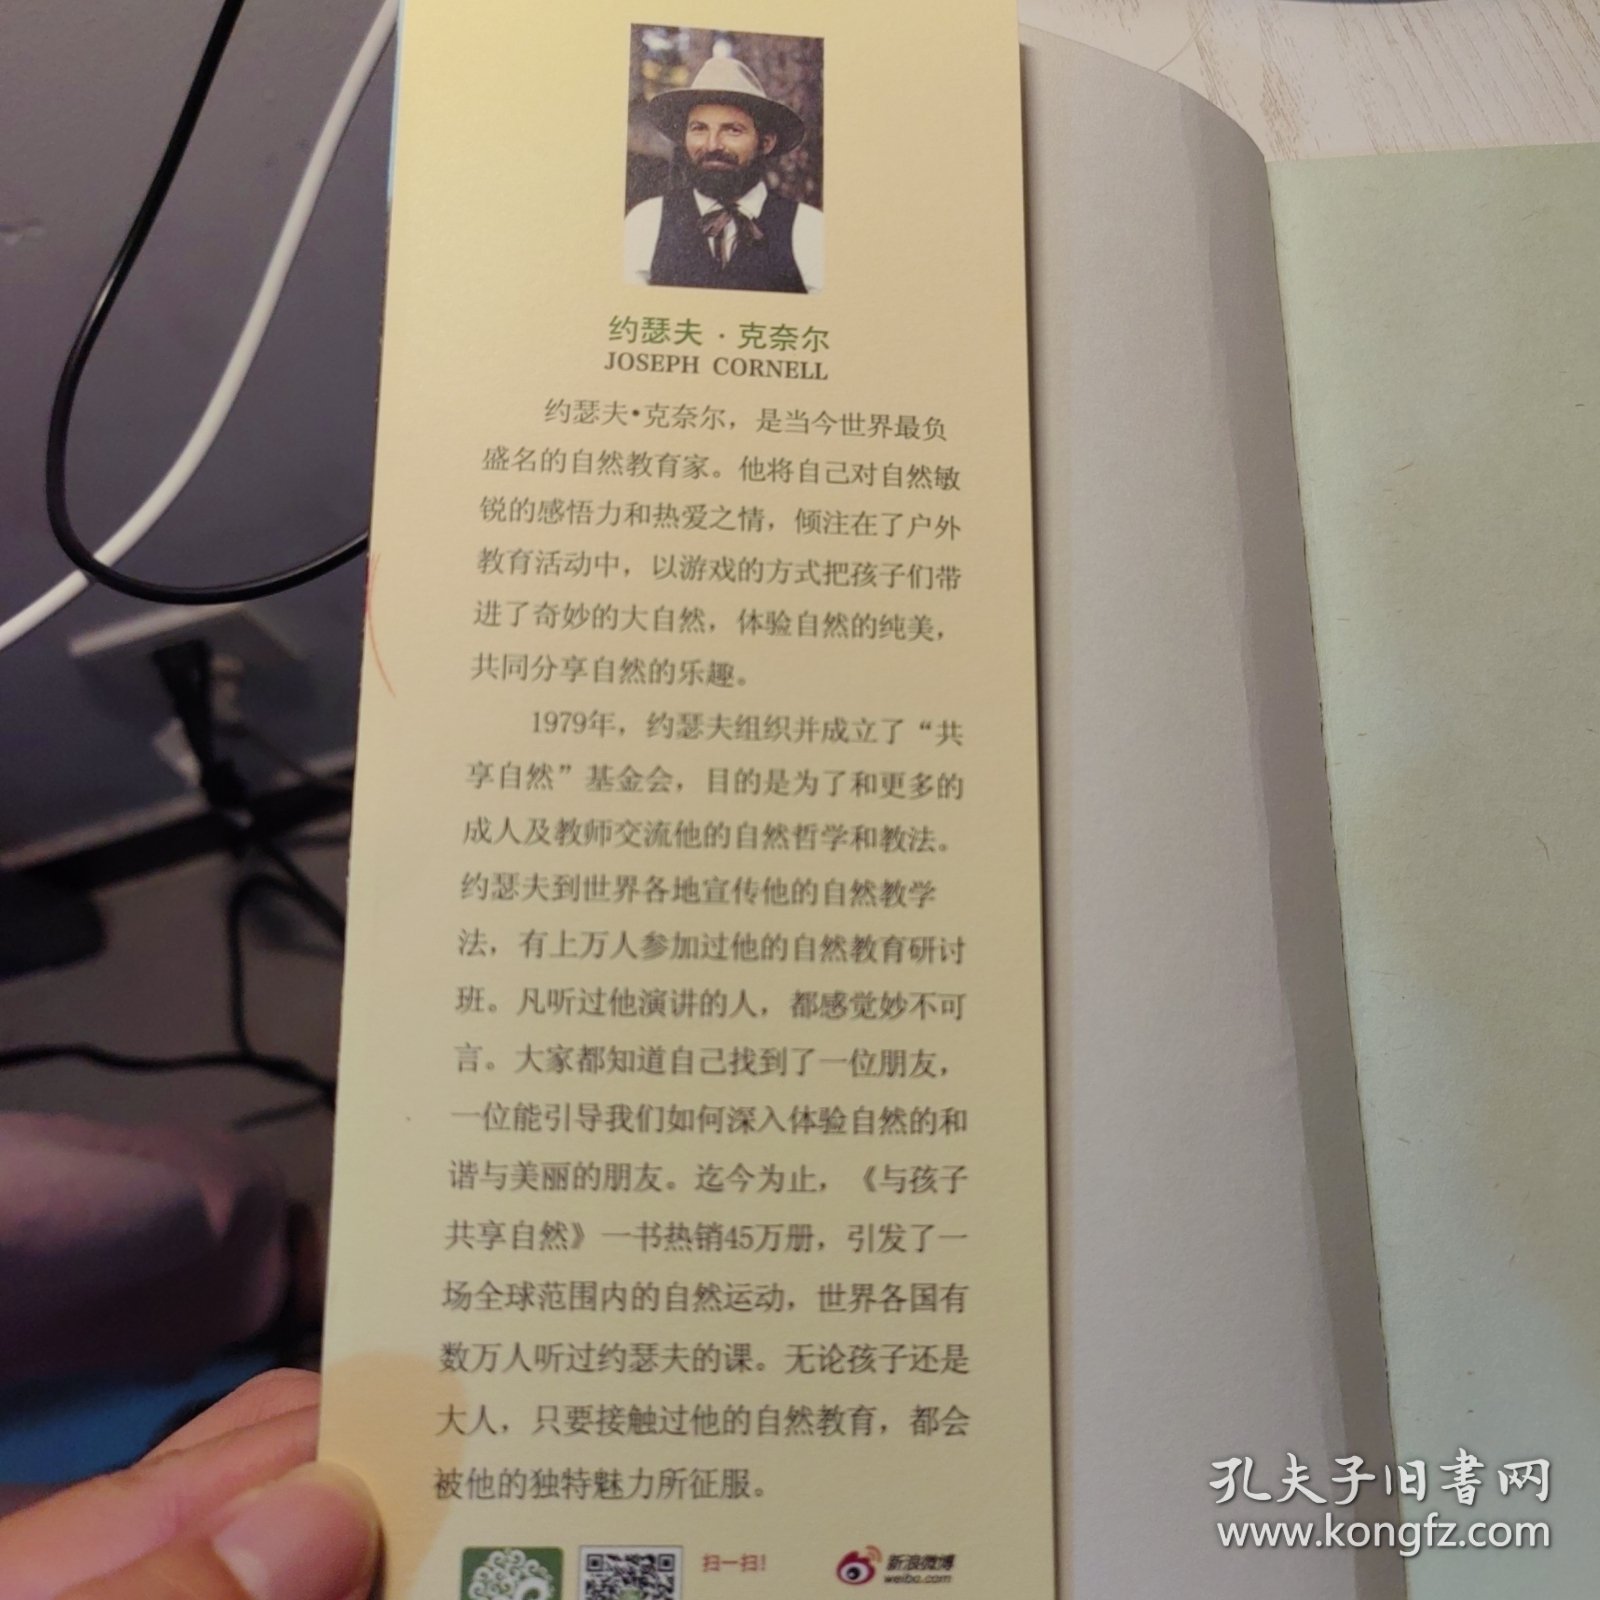 约瑟夫·克奈尔
JOSEPH CORNELL
约瑟夫•克奈尔，是当今世界最负
盛名的自然教育家。他将自己对自然敏
锐的感悟力和热爱之情，倾注在了户外
教育活动中，以游戏的方式把孩子们带
进了奇妙的大自然，体验自然的纯美，
共同分享自然的乐趣。
1979年，约瑟夫组织并成立了“共
享自然”基金会，目的是为了和更多的
成人及教师交流他的自然哲学和教法。
约瑟夫到世界各地宣传他的自然教学
法，有上万人参加过他的自然教育研讨
班。凡听过他演讲的人，都感觉妙不可
言。大家都知道自己找到了一位朋友，
一位能引导我们如何深入体验自然的和
谐与美丽的朋友。迄今为止，《与孩子
共享自然》一书热销45万册，引发了一
场全球范围内的自然运动，世界各国有
数万人听过约瑟夫的课。无论孩子还是
大人，只要接触过他的自然教育，都会
被他的独特魅力所征服。
扫一扫！
新浪微博
weibo.com
孔夫子旧书网
www.kongfz.com